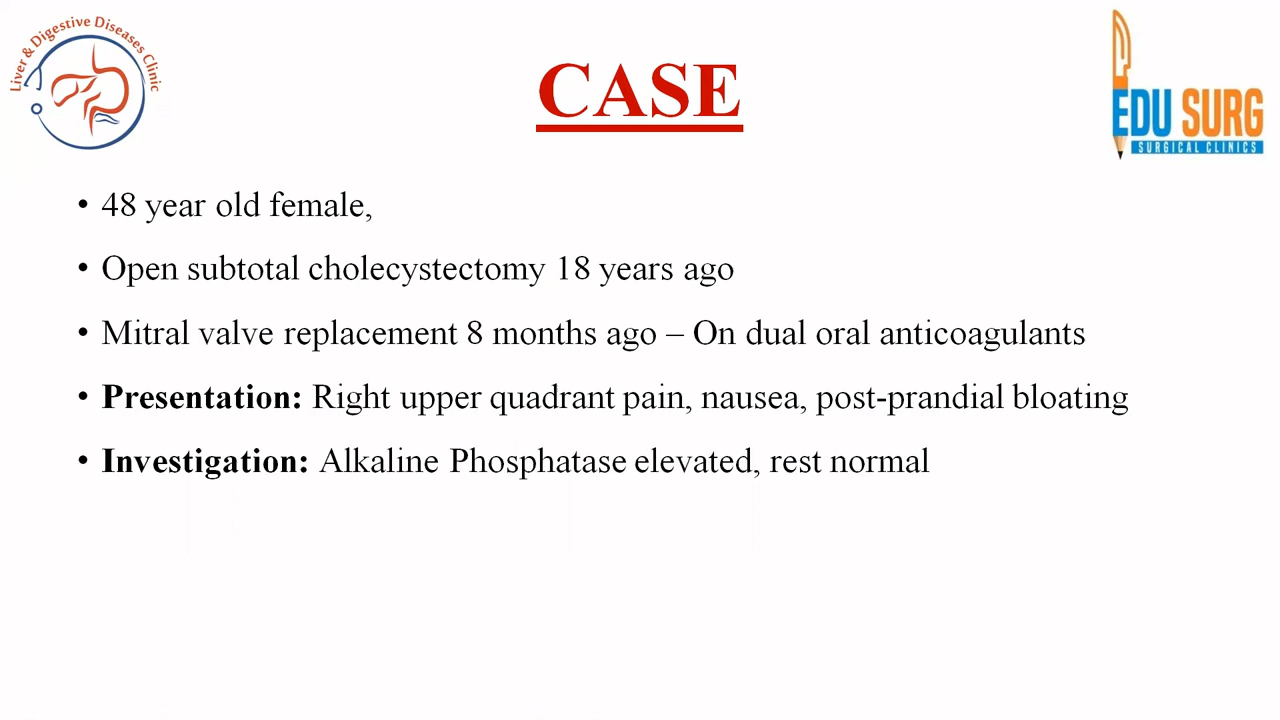 Liver & Digestive Diseases Clinic
CASE
EDU SURG
SURGICAL CLINICS
• 48 year old female,
• Open subtotal cholecystectomy 18 years ago
• Mitral valve replacement 8 months ago – On dual oral anticoagulants
• Presentation: Right upper quadrant pain, nausea, post-prandial bloating
• Investigation: Alkaline Phosphatase elevated, rest normal